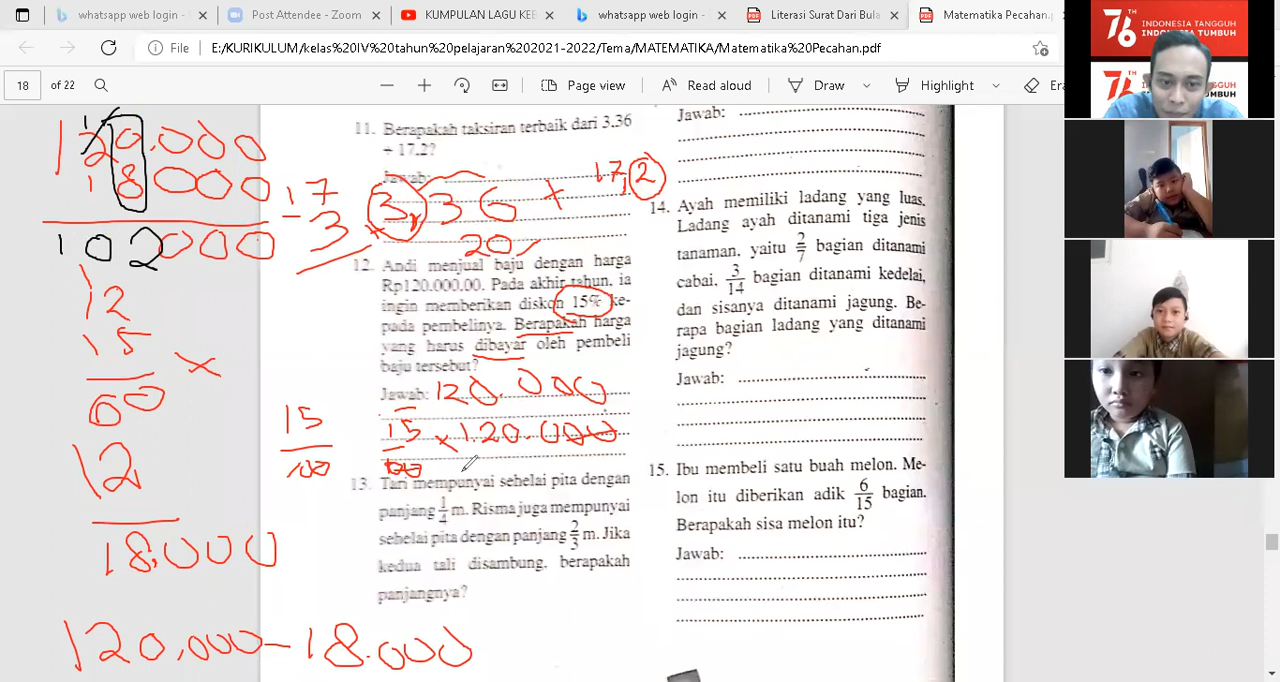 whatsapp web login -
Post Attendee - Zoom
KUMPULAN LAGU KEB
whatsapp web login -
Literasi Surat Dari Bula
Matematika Pecahan.
File
E:/KURIKULUM/kelas%20IV%20tahun%20pelajaran%202021-2022/Tema/MATEMATIKA/Matematika%20Pecahan.pdf
18 of 22
Page view
Read aloud
Draw
Highlight
Era
76 TH INDONESIA TANGGUH
INDONESIA TUMBUH
120.000
18000
102000
12
15 ×
60
12
18.000
120.000 - 18.000
11. Berapakah taksiran terbaik dari 3.36
+ 17.2?
Jawab:
17
- 3
3,36 × 17,2
20
12. Andi menjual baju dengan harga
Rp120.000.00. Pada akhir tahun, ia
ingin memberikan diskon 15% ke-
pada pembelinya. Berapakah harga
yang harus dibayar oleh pembeli
baju tersebut?
Jawab: 120.000
15/100
15/100 × 120.000
13. Tari mempunyai sehelai pita dengan
panjang 1/4 m. Risma juga mempunyai
sehelai pita dengan panjang 2/3 m. Jika
kedua tali disambung, berapakah
panjangnya?
Jawab:
14. Ayah memiliki ladang yang luas.
Ladang ayah ditanami tiga jenis
tanaman, yaitu 2/7 bagian ditanami
cabai, 3/14 bagian ditanami kedelai,
dan sisanya ditanami jagung. Be-
rapa bagian ladang yang ditanami
jagung?
Jawab:
15. Ibu membeli satu buah melon. Me-
lon itu diberikan adik 6/15 bagian.
Berapakah sisa melon itu?
Jawab: